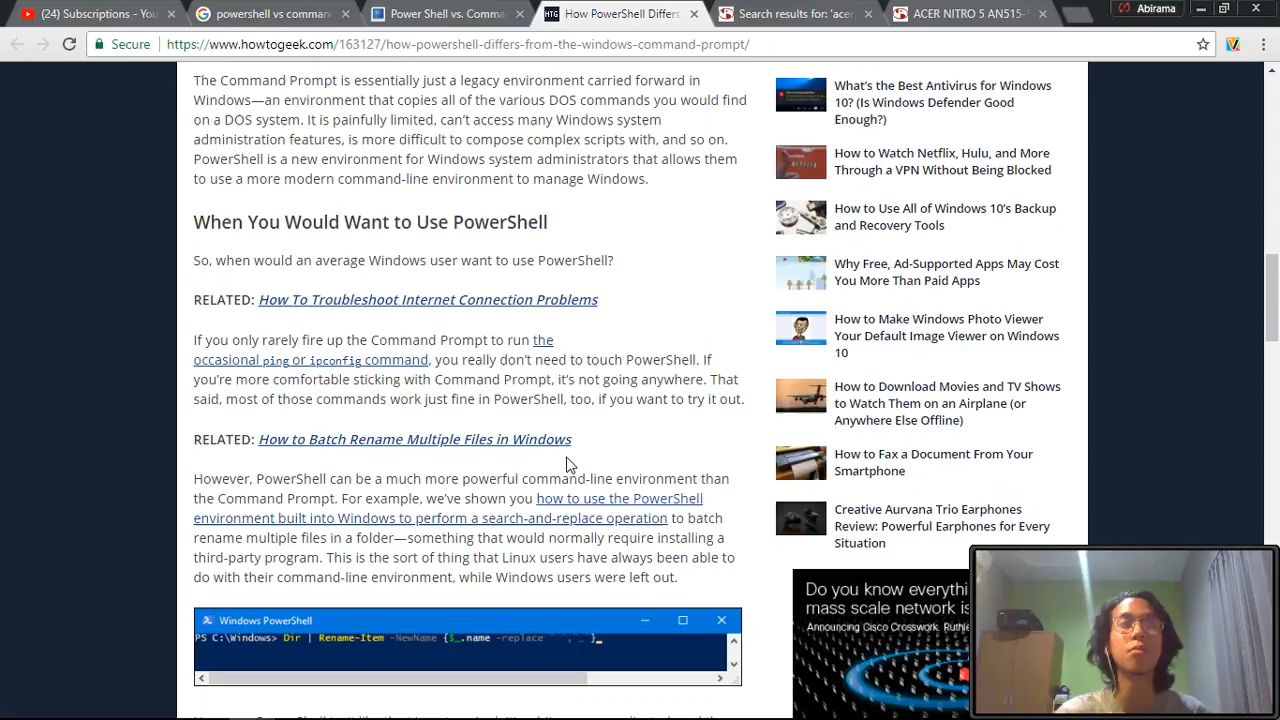 (24) Subscriptions - You
powershell vs comman
Power Shell vs. Comma
How PowerShell Differs
Search results for: 'acer
ACER NITRO 5 AN515-
Abirama
Secure
https://www.howtogeek.com/163127/how-powershell-differs-from-the-windows-command-prompt/
The Command Prompt is essentially just a legacy environment carried forward in
Windows—an environment that copies all of the various DOS commands you would find
on a DOS system. It is painfully limited, can't access many Windows system
administration features, is more difficult to compose complex scripts with, and so on.
PowerShell is a new environment for Windows system administrators that allows them
to use a more modern command-line environment to manage Windows.
When You Would Want to Use PowerShell
So, when would an average Windows user want to use PowerShell?
RELATED: How To Troubleshoot Internet Connection Problems
If you only rarely fire up the Command Prompt to run the
occasional ping or ipconfig command, you really don't need to touch PowerShell. If
you're more comfortable sticking with Command Prompt, it's not going anywhere. That
said, most of those commands work just fine in PowerShell, too, if you want to try it out.
RELATED: How to Batch Rename Multiple Files in Windows
However, PowerShell can be a much more powerful command-line environment than
the Command Prompt. For example, we've shown you how to use the PowerShell
environment built into Windows to perform a search-and-replace operation to batch
rename multiple files in a folder—something that would normally require installing a
third-party program. This is the sort of thing that Linux users have always been able to
do with their command-line environment, while Windows users were left out.
Windows PowerShell
PS C:\Windows> Dir | Rename-Item -NewName {$_.name -replace " ","_" }_
What's the Best Antivirus for Windows
10? (Is Windows Defender Good
Enough?)
How to Watch Netflix, Hulu, and More
Through a VPN Without Being Blocked
How to Use All of Windows 10's Backup
and Recovery Tools
Why Free, Ad-Supported Apps May Cost
You More Than Paid Apps
How to Make Windows Photo Viewer
Your Default Image Viewer on Windows
10
How to Download Movies and TV Shows
to Watch Them on an Airplane (or
Anywhere Else Offline)
How to Fax a Document From Your
Smartphone
Creative Aurvana Trio Earphones
Review: Powerful Earphones for Every
Situation
Do you know everythi
mass scale network is
Announcing Cisco Crosswork. Ruthle